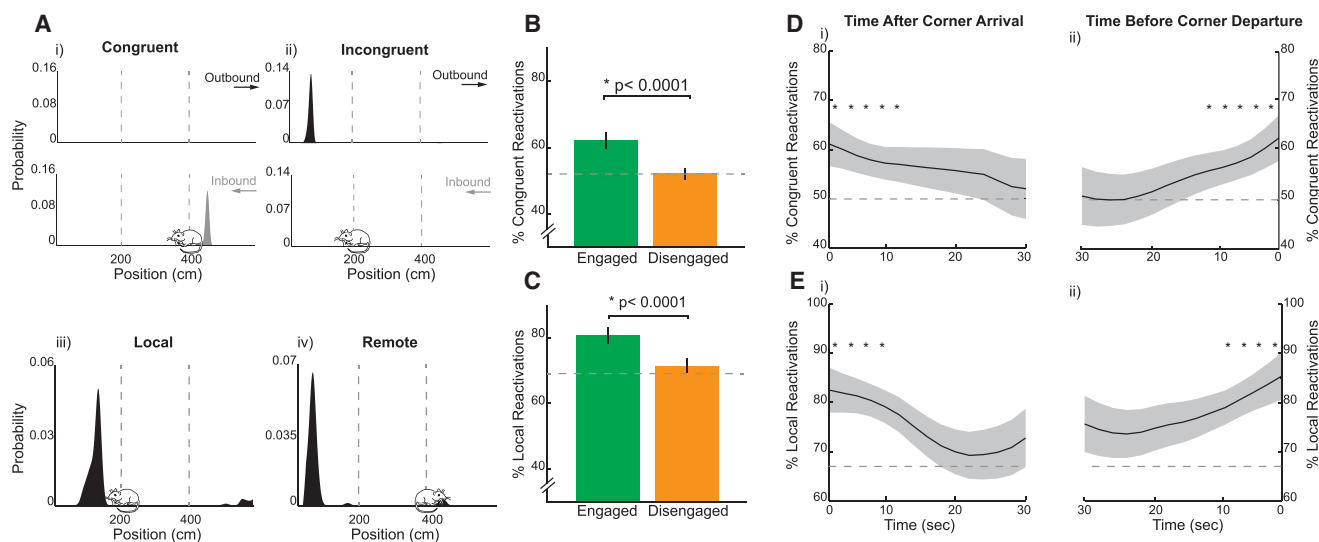 A
i)
Congruent
ii)
Incongruent
0.16
0.08
0
Outbound
0.14
0.07
0
Outbound
Probability
0.16
0.08
0
Inbound
0.14
0.07
0
Inbound
200
400
Position (cm)
200
400
Position (cm)
iii)
Local
iv)
Remote
0.06
0.03
0
Probability
200
400
Position (cm)
0.07
0.035
0
200
400
Position (cm)
B
* p< 0.0001
80
60
40
% Congruent Reactivations
Engaged
Disengaged
C
* p< 0.0001
80
60
40
% Local Reactivations
Engaged
Disengaged
D
Time After Corner Arrival
Time Before Corner Departure
i)
80
70
60
50
40
% Congruent Reactivations
* * * * *
0
10
20
30
ii)
* * * * *
80
70
60
50
40
% Congruent Reactivations
30
20
10
0
E
i)
100
90
80
70
60
% Local Reactivations
* * * *
0
10
20
30
Time (sec)
ii)
* * * *
100
90
80
70
60
% Local Reactivations
30
20
10
0
Time (sec)